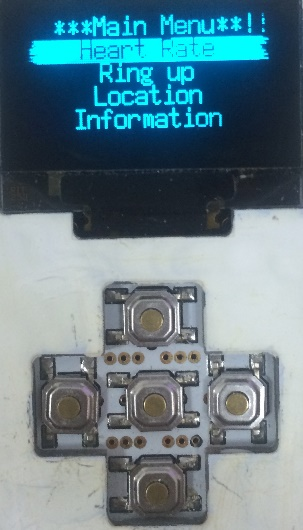 ***Main Menu**!!
Heart Rate
Ring up
Location
Information